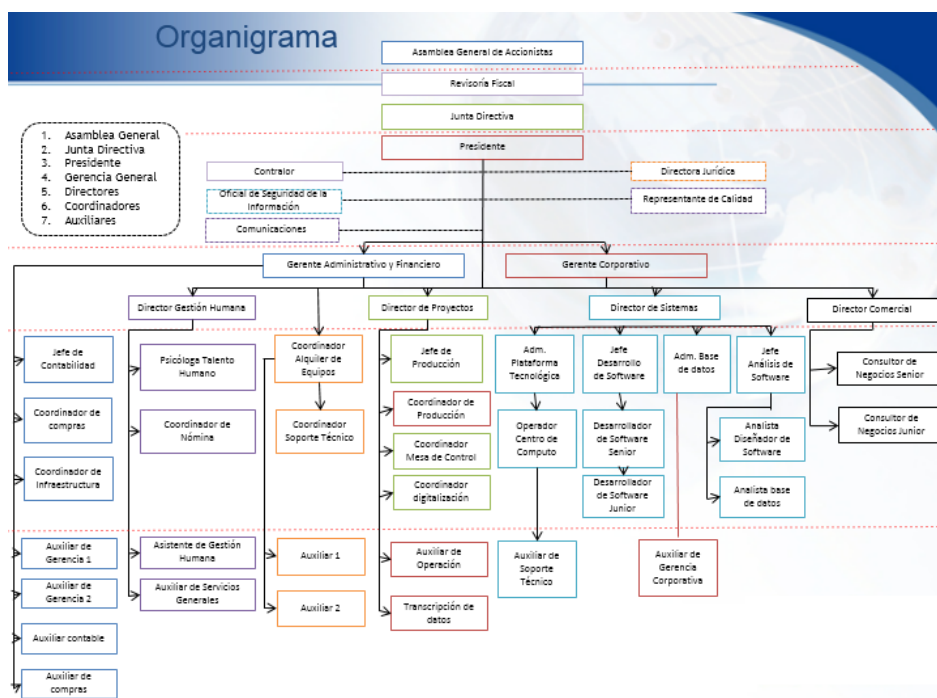 Organigrama
Asamblea General de Accionistas
Revisoría Fiscal
Junta Directiva
Presidente
1. Asamblea General
2. Junta Directiva
3. Presidente
4. Gerencia General
5. Directores
6. Coordinadores
7. Auxiliares
Contralor
Directora Jurídica
Oficial de Seguridad de la
Información
Representante de Calidad
Comunicaciones
Gerente Administrativo y Financiero
Gerente Corporativo
Director Gestión Humana
Director de Proyectos
Director de Sistemas
Director Comercial
Jefe de
Contabilidad
Psicóloga Talento
Humano
Coordinador
Alquiler de
Equipos
Jefe de
Producción
Adm.
Plataforma
Tecnológica
Jefe
Desarrollo
de Software
Adm. Base
de datos
Jefe
Análisis de
Software
Consultor de
Negocios Senior
Coordinador de
compras
Coordinador de
Nómina
Coordinador
Soporte Técnico
Coordinador de
Producción
Coordinador
Mesa de Control
Operador
Centro de
Computo
Desarrollador
de Software
Senior
Analista
Diseñador de
Software
Consultor de
Negocios Junior
Coordinador de
Infraestructura
Coordinador
digitalización
Desarrollador
de Software
Junior
Analista base
de datos
Auxiliar de
Gerencia 1
Asistente de Gestión
Humana
Auxiliar 1
Auxiliar de
Operación
Auxiliar de
Soporte
Técnico
Auxiliar de
Gerencia
Corporativa
Auxiliar de
Gerencia 2
Auxiliar de Servicios
Generales
Auxiliar 2
Transcripción de
datos
Auxiliar contable
Auxiliar de
compras